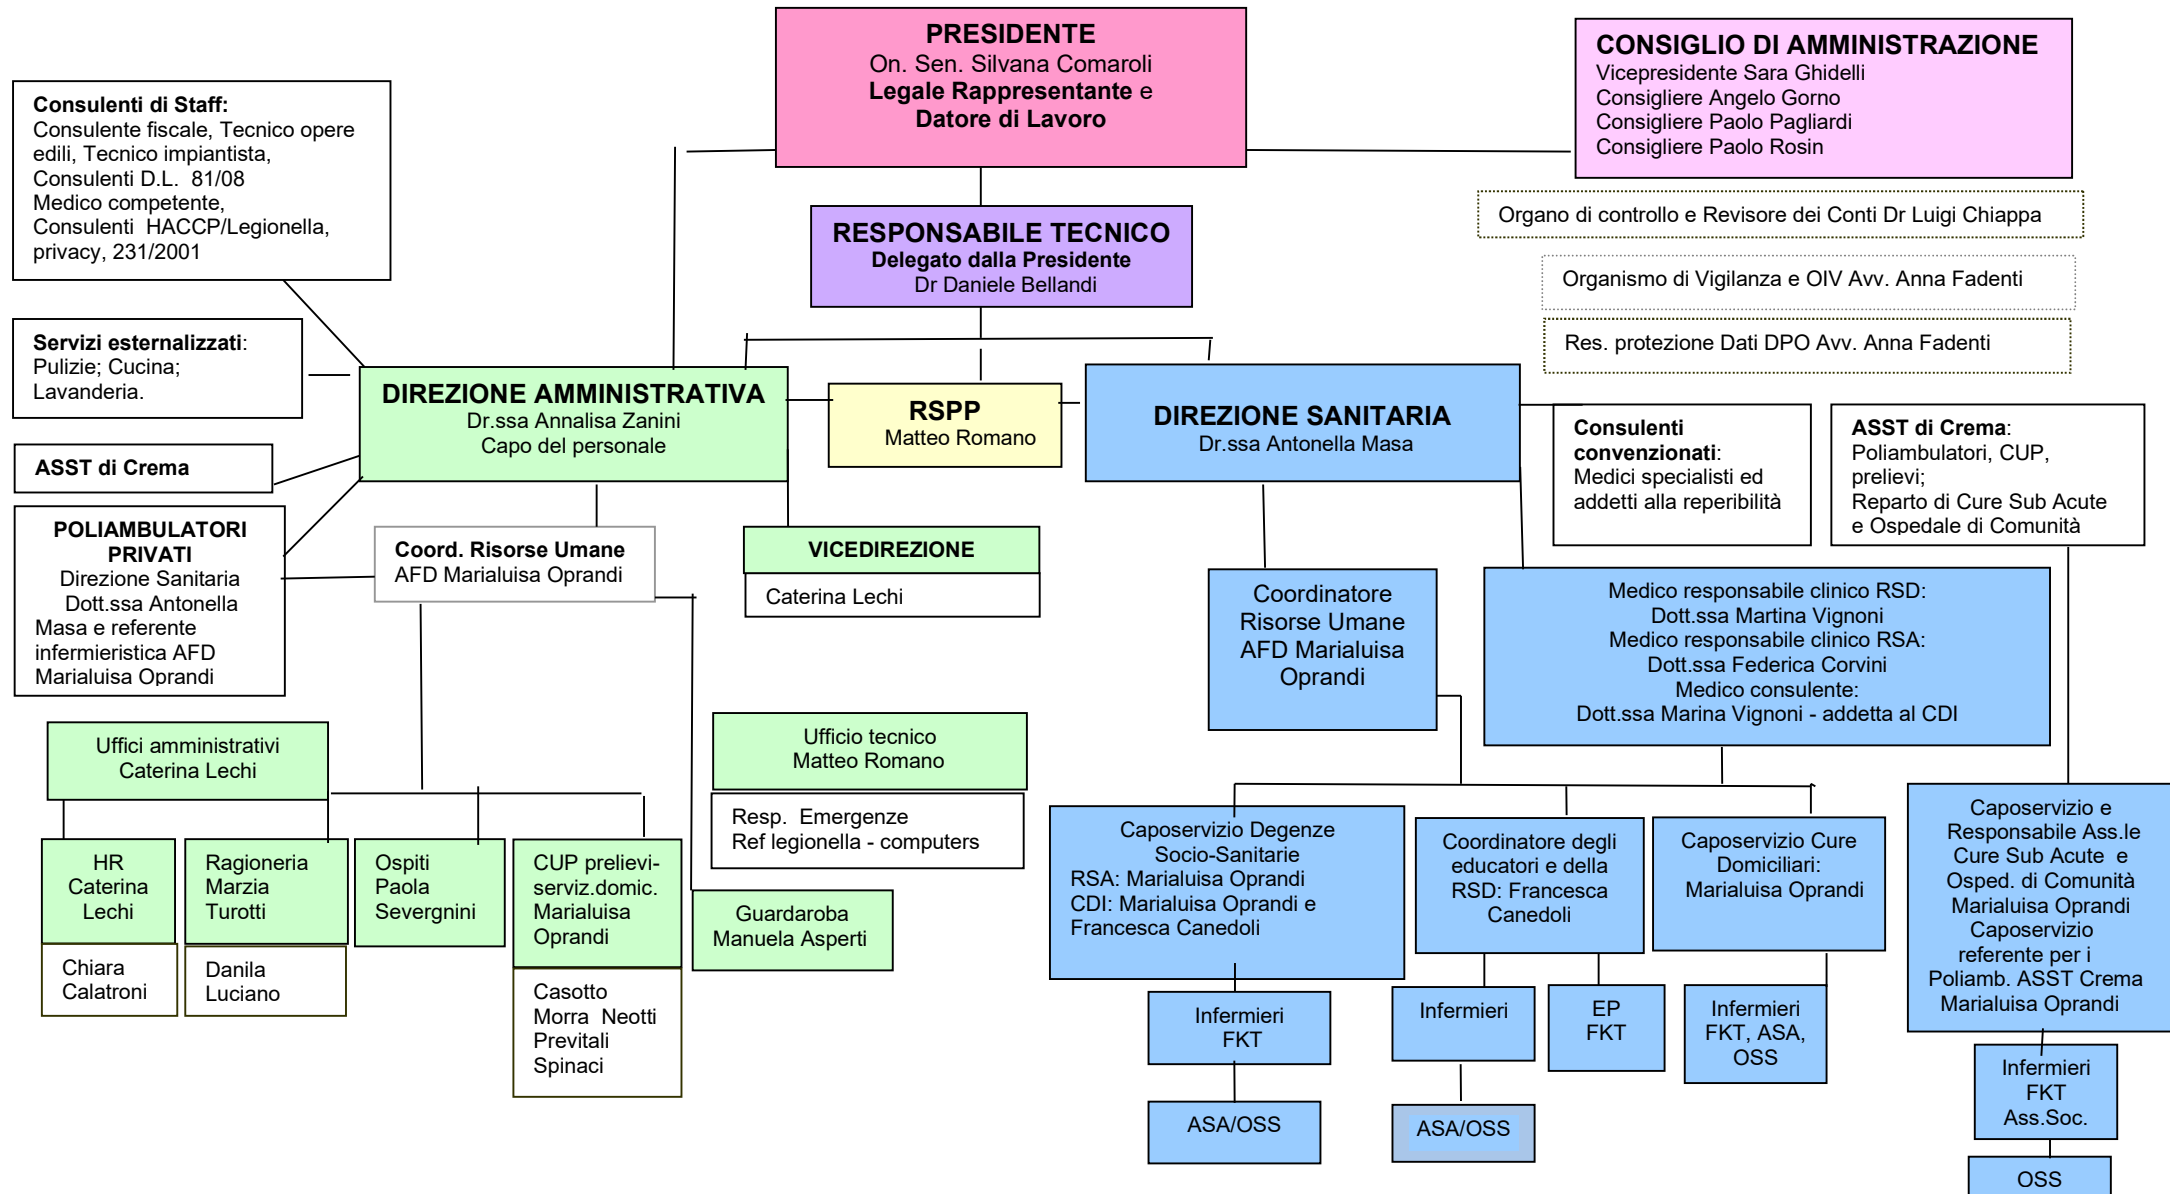 PRESIDENTE
On. Sen. Silvana Comaroli
Legale Rappresentante e
Datore di Lavoro
CONSIGLIO DI AMMINISTRAZIONE
Vicepresidente Sara Ghidelli
Consigliere Angelo Gorno
Consigliere Paolo Pagliardi
Consigliere Paolo Rosin
Consulenti di Staff:
Consulente fiscale, Tecnico opere
edili, Tecnico impiantista,
Consulenti D.L. 81/08
Medico competente,
Consulenti HACCP/Legionella,
privacy, 231/2001
Organo di controllo e Revisore dei Conti Dr Luigi Chiappa
RESPONSABILE TECNICO
Delegato dalla Presidente
Dr Daniele Bellandi
Organismo di Vigilanza e OIV Avv. Anna Fadenti
Res. protezione Dati DPO Avv. Anna Fadenti
Servizi esternalizzati:
Pulizie; Cucina;
Lavanderia.
DIREZIONE AMMINISTRATIVA
Dr.ssa Annalisa Zanini
Capo del personale
RSPP
Matteo Romano
DIREZIONE SANITARIA
Dr.ssa Antonella Masa
Consulenti
convenzionati:
Medici specialisti ed
addetti alla reperibilità
ASST di Crema:
Poliambulatori, CUP,
prelievi;
Reparto di Cure Sub Acute
e Ospedale di Comunità
ASST di Crema
POLIAMBULATORI
PRIVATI
Direzione Sanitaria
Dott.ssa Antonella
Masa e referente
infermieristica AFD
Marialuisa Oprandi
Coord. Risorse Umane
AFD Marialuisa Oprandi
VICEDIREZIONE
Caterina Lechi
Coordinatore
Risorse Umane
AFD Marialuisa
Oprandi
Medico responsabile clinico RSD:
Dott.ssa Martina Vignoni
Medico responsabile clinico RSA:
Dott.ssa Federica Corvini
Medico consulente:
Dott.ssa Marina Vignoni - addetta al CDI
Uffici amministrativi
Caterina Lechi
Ufficio tecnico
Matteo Romano
Resp. Emergenze
Ref legionella - computers
HR
Caterina
Lechi
Chiara
Calatroni
Ragioneria
Marzia
Turotti
Danila
Luciano
Ospiti
Paola
Severgnini
CUP prelievi-
serviz.domic.
Marialuisa
Oprandi
Casotto
Morra Neotti
Previtali
Spinaci
Guardaroba
Manuela Asperti
Caposervizio Degenze
Socio-Sanitarie
RSA: Marialuisa Oprandi
CDI: Marialuisa Oprandi e
Francesca Canedoli
Coordinatore degli
educatori e della
RSD: Francesca
Canedoli
Caposervizio Cure
Domiciliari:
Marialuisa Oprandi
Caposervizio e
Responsabile Ass.le
Cure Sub Acute e
Osped. di Comunità
Marialuisa Oprandi
Caposervizio
referente per i
Poliamb. ASST Crema
Marialuisa Oprandi
Infermieri
FKT
ASA/OSS
Infermieri
ASA/OSS
EP
FKT
Infermieri
FKT, ASA,
OSS
Infermieri
FKT
Ass.Soc.
OSS